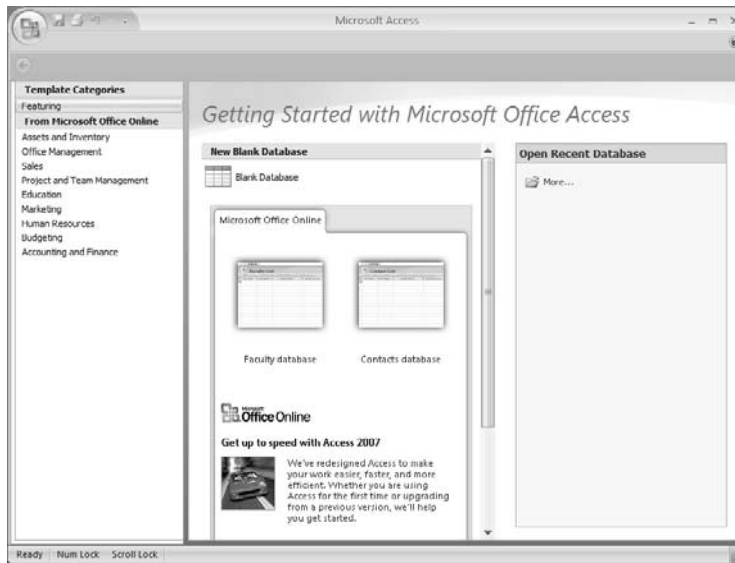 Microsoft Access
Template Categories
Featuring
From Microsoft Office Online
Assets and Inventory
Office Management
Sales
Project and Team Management
Education
Marketing
Human Resources
Budgeting
Accounting and Finance
Getting Started with Microsoft Office Access
New Blank Database
Blank Database
Microsoft Office Online
Faculty database
Contacts database
Microsoft
Office Online
Get up to speed with Access 2007
We've redesigned Access to make
your work easier, faster, and more
efficient. Whether you are using
Access for the first time or upgrading
from a previous version, we'll help
you get started.
Open Recent Database
More...
Ready Num Lock Scroll Lock